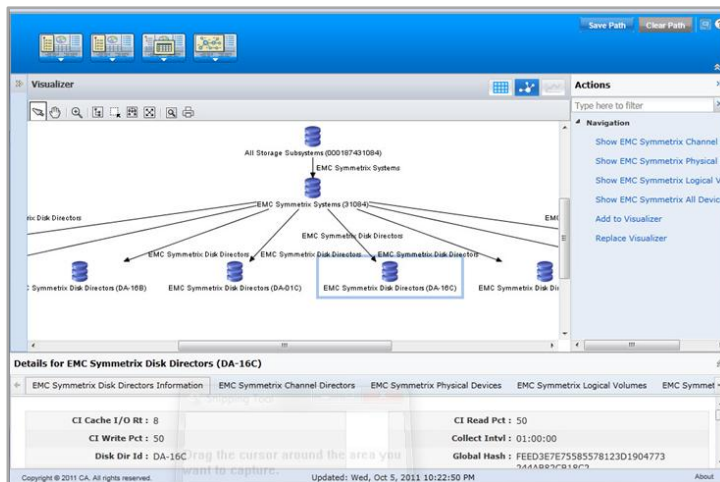 Save Path
Clear Path
Visualizer
Actions
Type here to filter
Navigation
Show EMC Symmetrix Channel
Show EMC Symmetrix Physical
Show EMC Symmetrix Logical V
Show EMC Symmetrix All Devic
Add to Visualizer
Replace Visualizer
All Storage Subsystems (000187431084)
EMC Symmetrix Systems
EMC Symmetrix Systems (31084)
rix Disk Directors
EMC Symmetrix Disk Directors
EM
EMC Symmetrix Disk Directors
EMC Symmetrix Disk Directors
EMC Symmetrix Disk Directors
C Symmetrix Disk Directors (DA-16B)
EMC Symmetrix Disk Directors (DA-01C)
EMC Symmetrix Disk Directors (DA-16C)
EMC Symmetrix Disk Dir
Details for EMC Symmetrix Disk Directors (DA-16C)
EMC Symmetrix Disk Directors Information
EMC Symmetrix Channel Directors
EMC Symmetrix Physical Devices
EMC Symmetrix Logical Volumes
EMC Symmet
Snipping Tool
CI Cache I/O Rt : 8
CI Read Pct : 50
CI Write Pct : 50
Collect Intvl : 01:00:00
Disk Dir Id : DA-16C
Global Hash : FEED3E7E75585578123D1904773
244AB82CB18C2
Drag the cursor around the area you
want to capture.
Copyright © 2011 CA. All rights reserved.
Updated: Wed, Oct 5, 2011 10:22:50 PM
About